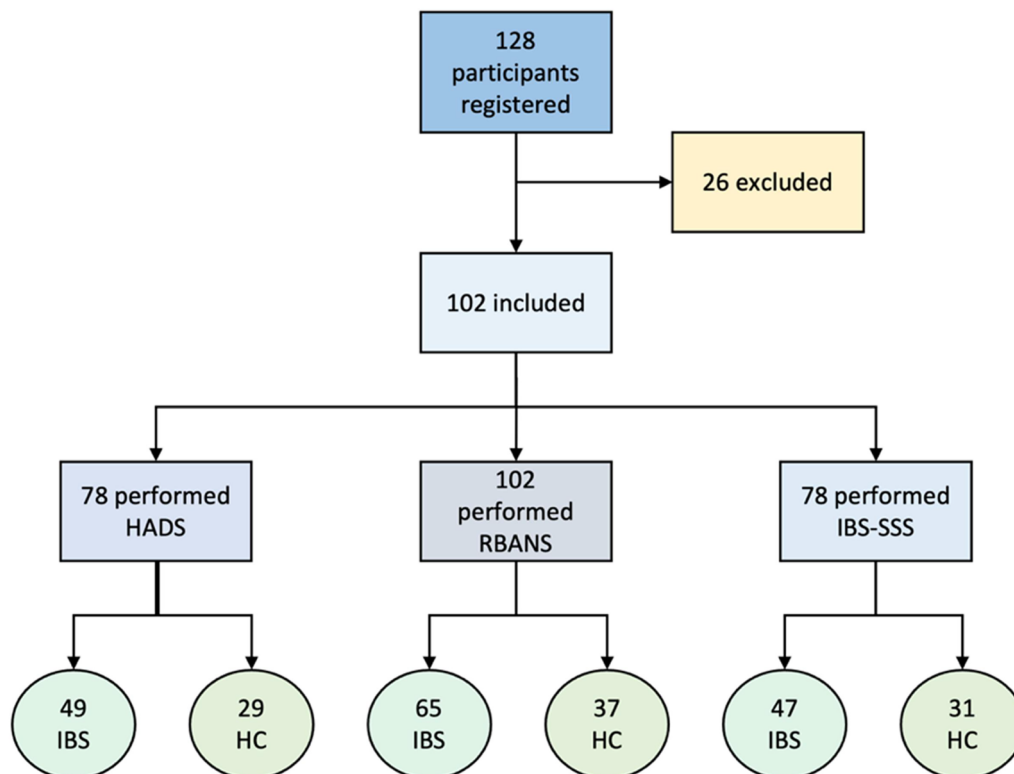 128
participants
registered
26 excluded
102 included
78 performed
HADS
102
performed
RBANS
78 performed
IBS-SSS
49
IBS
29
HC
65
IBS
37
HC
47
IBS
31
HC